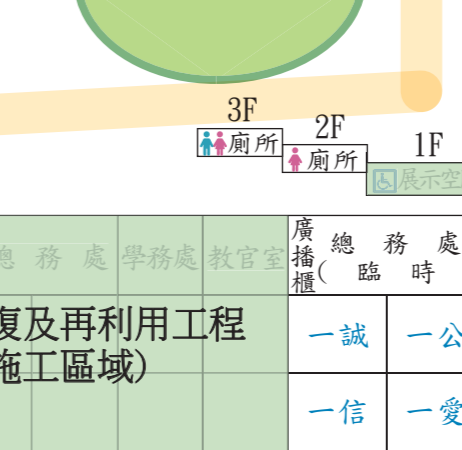 3F
廁所
2F
廁所
1F
展示空
總務處
學務處
教官室
廣播櫃
總務處
(臨時
復及再利用工程
施工區域)
一誠
一公
一信
一愛